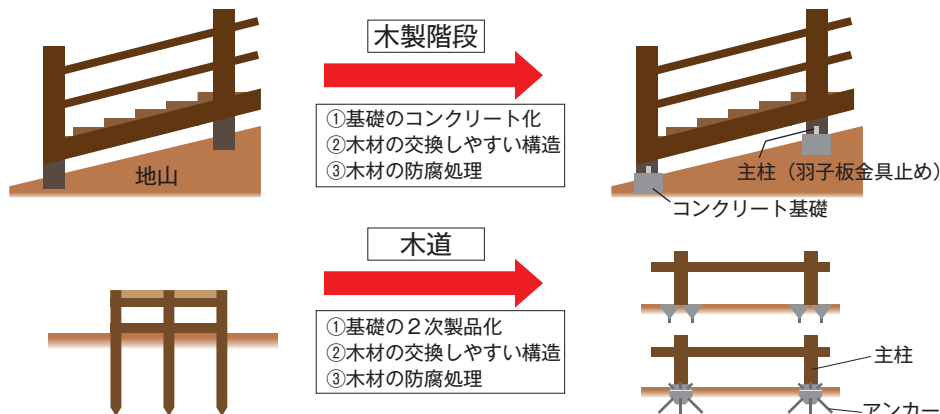 木製階段
①基礎のコンクリート化
②木材の交換しやすい構造
③木材の防腐処理
地山
主柱（羽子板金具止め）
コンクリート基礎
木道
①基礎の２次製品化
②木材の交換しやすい構造
③木材の防腐処理
主柱
アンカー